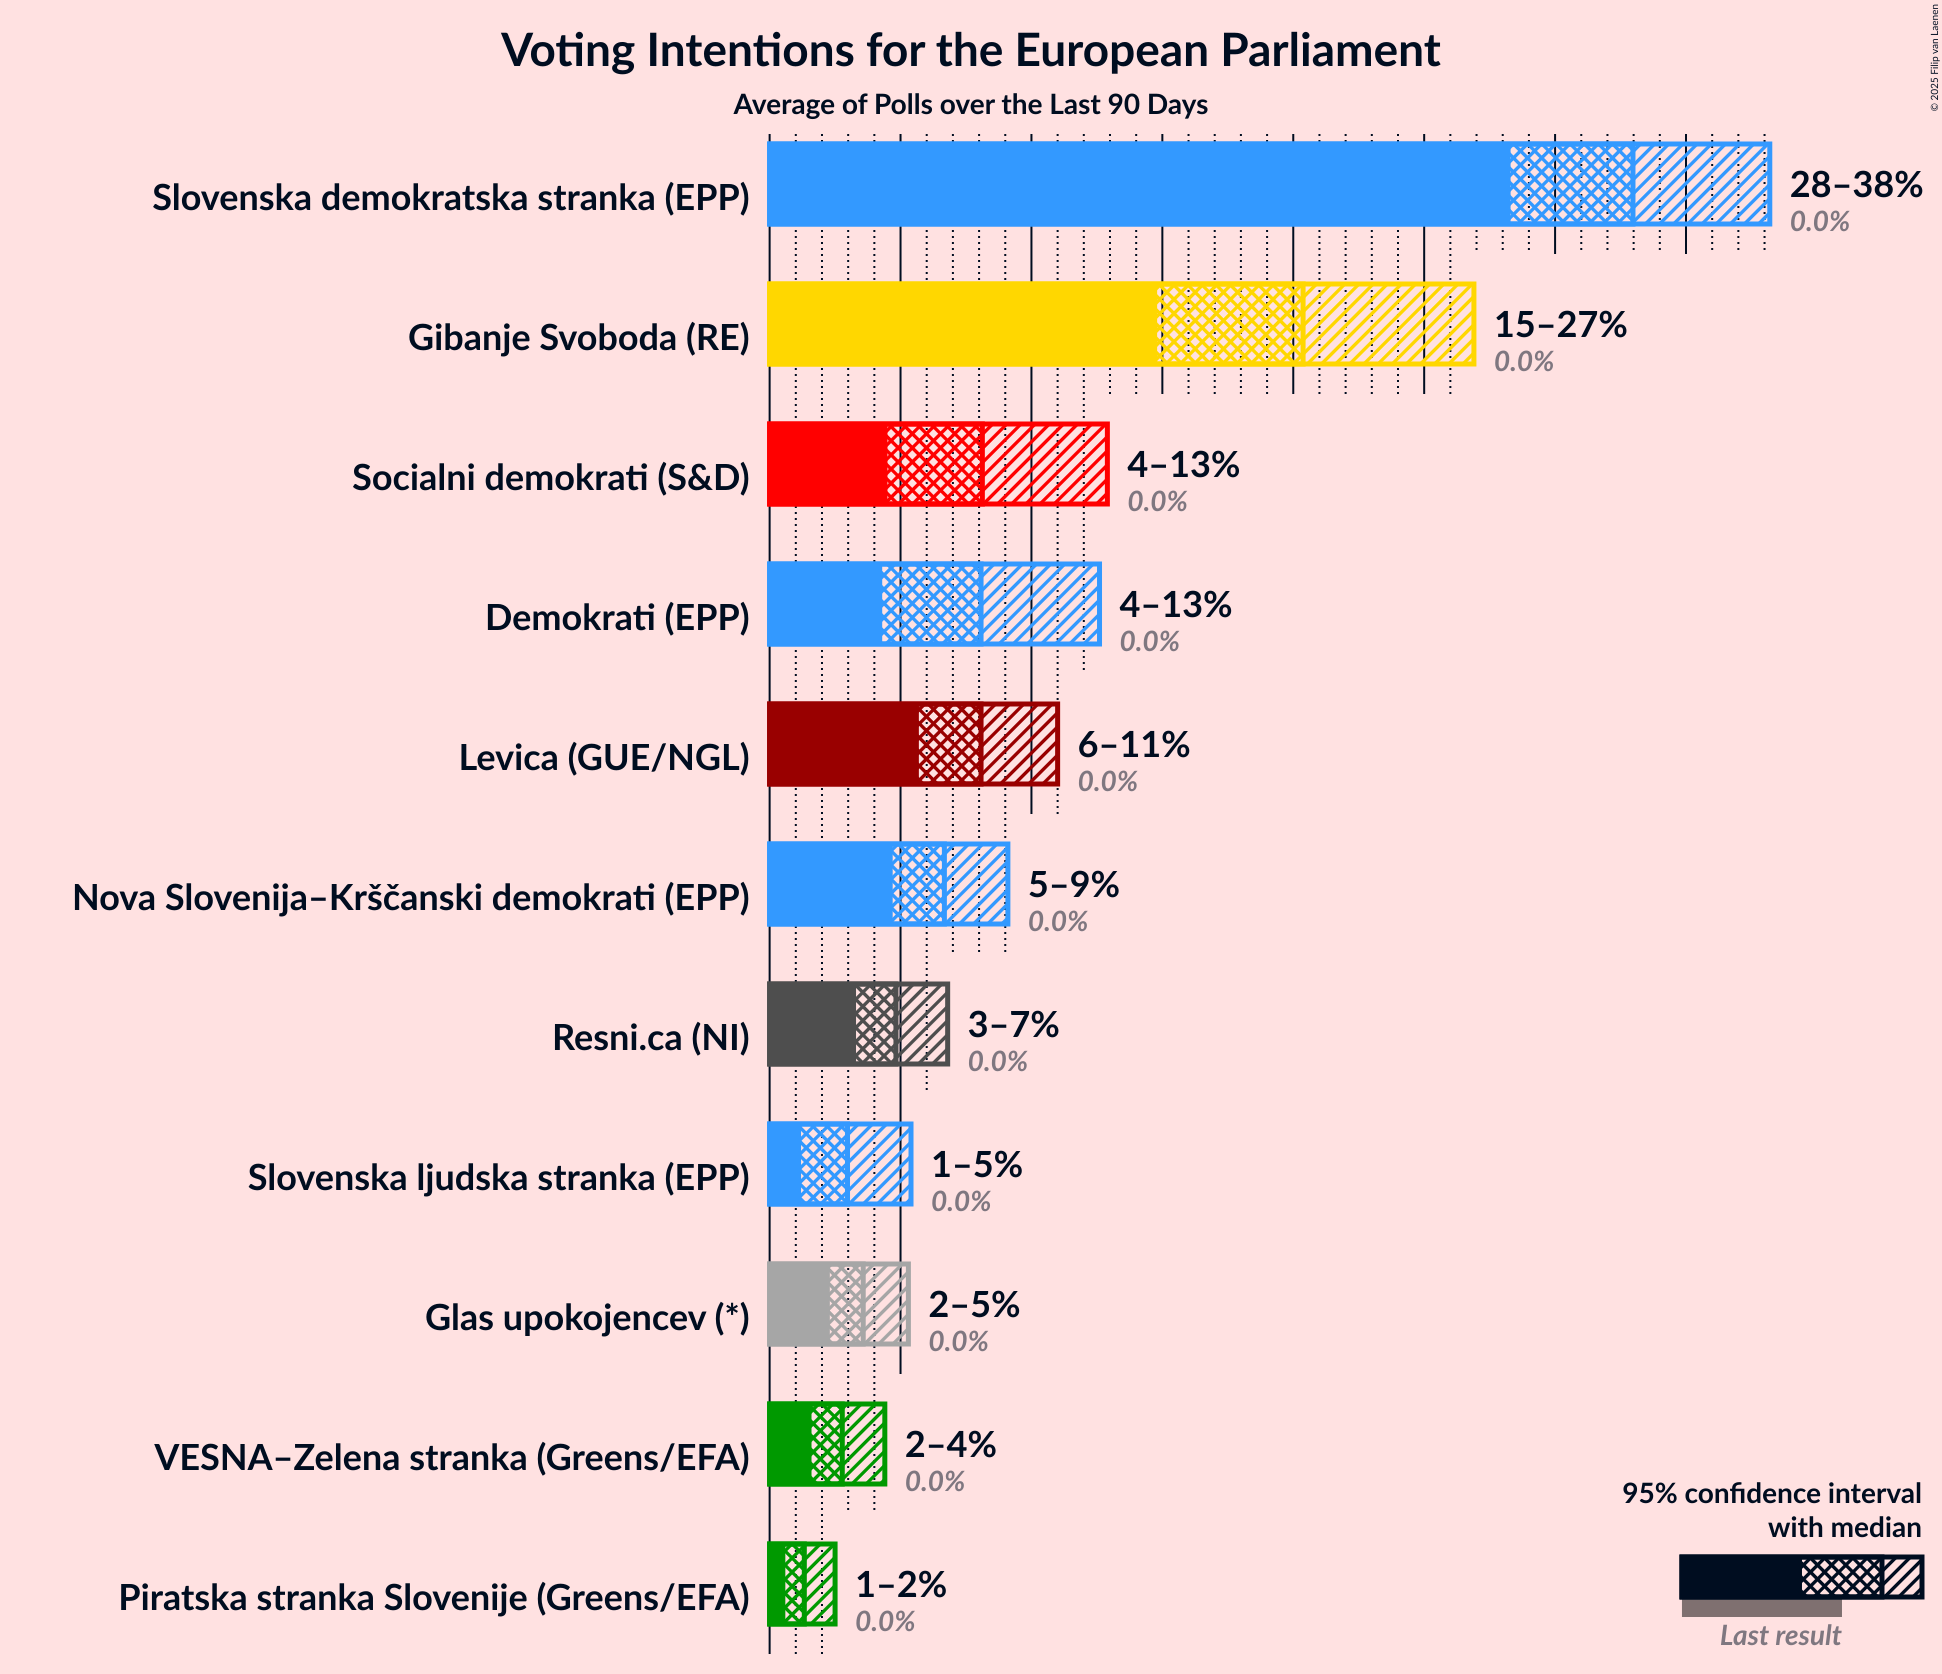 Voting Intentions for the European Parliament
Average of Polls over the Last 90 Days
© 2025 Filip van Laenen
Slovenska demokratska stranka (EPP)
28–38%
0.0%
Gibanje Svoboda (RE)
15–27%
0.0%
Socialni demokrati (S&D)
4–13%
0.0%
Demokrati (EPP)
4–13%
0.0%
Levica (GUE/NGL)
6–11%
0.0%
Nova Slovenija–Krščanski demokrati (EPP)
5–9%
0.0%
Resni.ca (NI)
3–7%
0.0%
Slovenska ljudska stranka (EPP)
1–5%
0.0%
Glas upokojencev (*)
2–5%
0.0%
VESNA–Zelena stranka (Greens/EFA)
2–4%
0.0%
Piratska stranka Slovenije (Greens/EFA)
1–2%
0.0%
95% confidence interval
with median
Last result